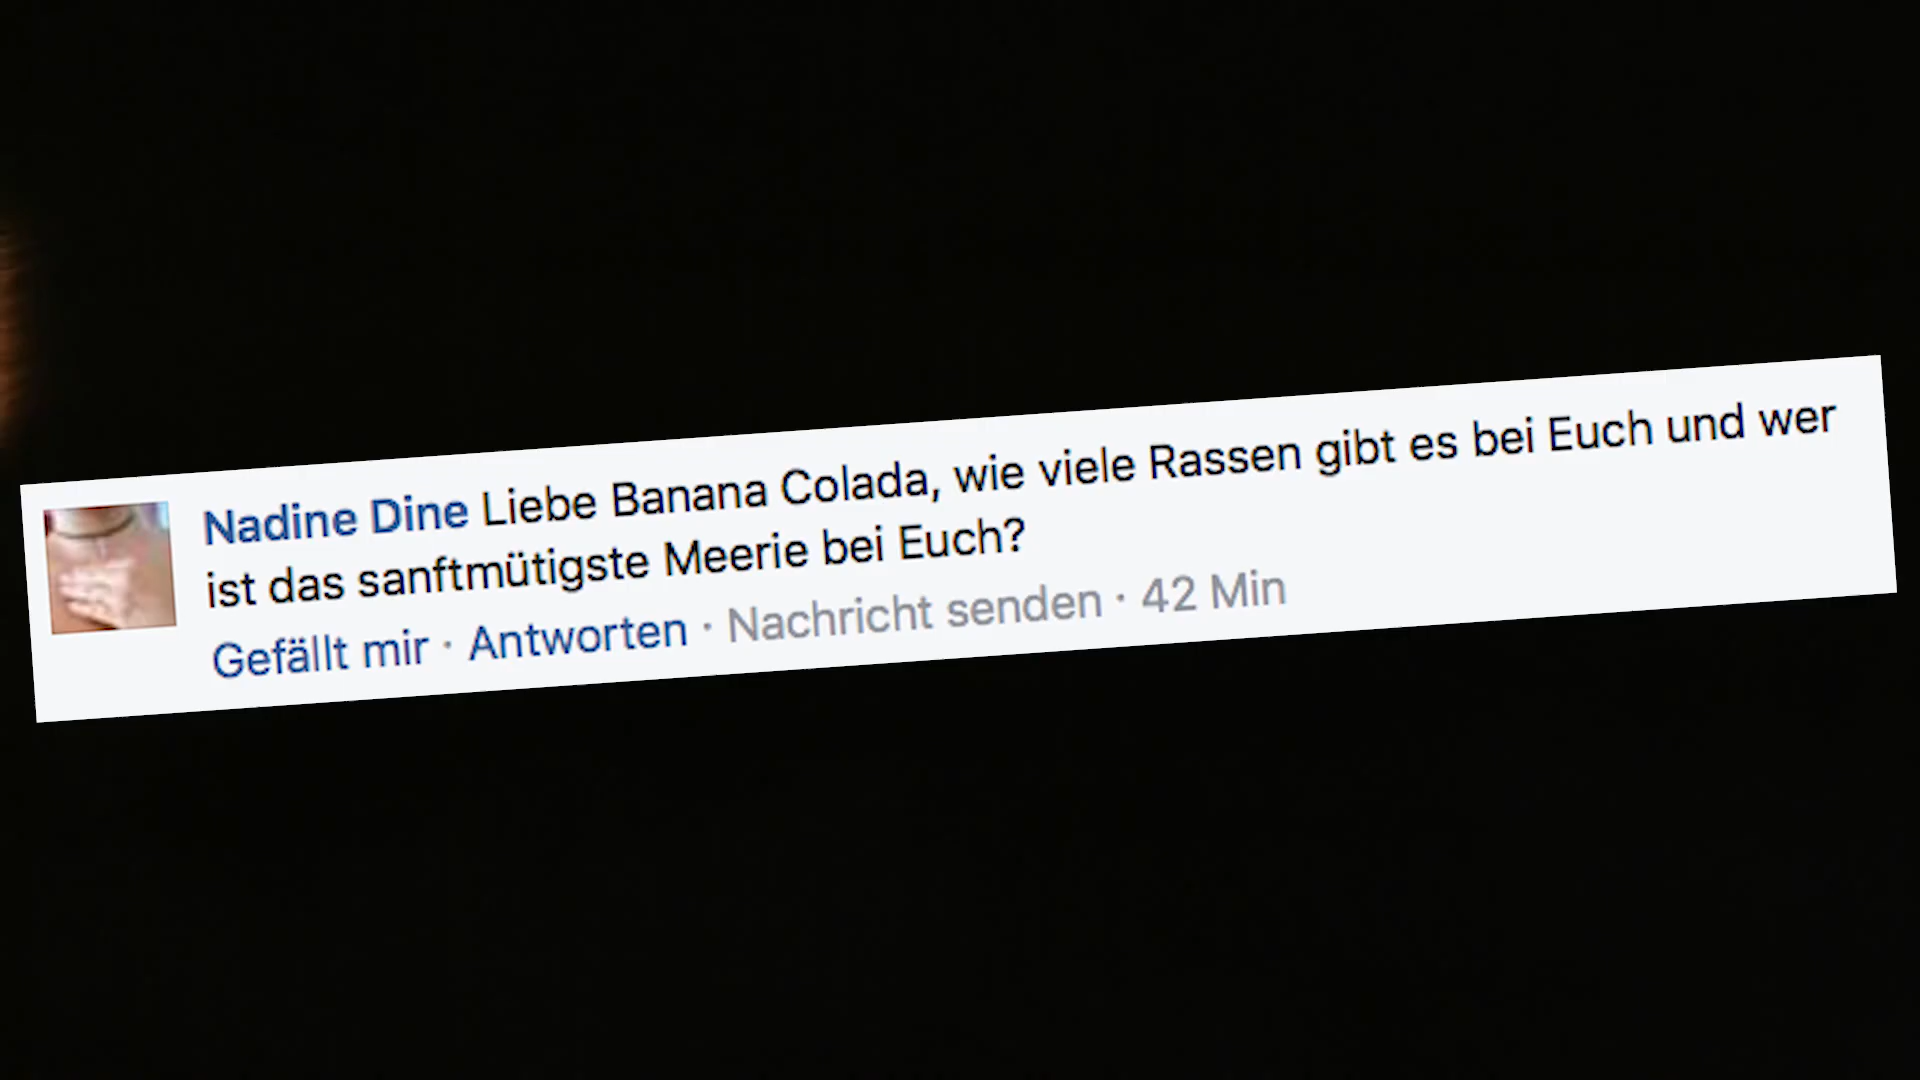 Nadine Dine Liebe Banana Colada, wie viele Rassen gibt es bei Euch und wer
ist das sanftmütigste Meerie bei Euch?
Gefällt mir · Antworten · Nachricht senden · 42 Min